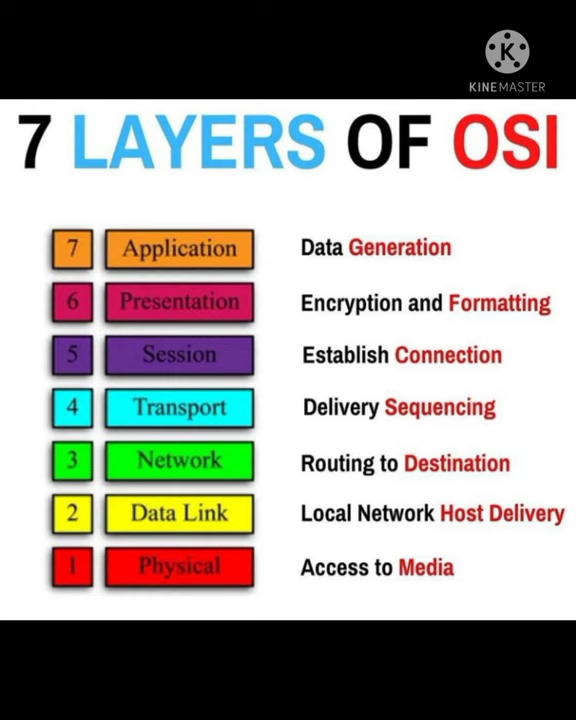 K
KINEMASTER
7 LAYERS OF OSI
7 Application Data Generation
6 Presentation Encryption and Formatting
5 Session Establish Connection
4 Transport Delivery Sequencing
3 Network Routing to Destination
2 Data Link Local Network Host Delivery
1 Physical Access to Media